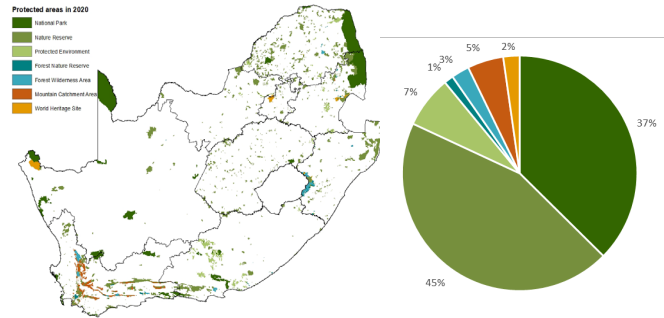 Protected areas in 2020
National Park
Nature Reserve
Protected Environment
Forest Nature Reserve
Forest Wilderness Area
Mountain Catchment Area
World Heritage Site
2%
5%
3%
1%
7%
37%
45%